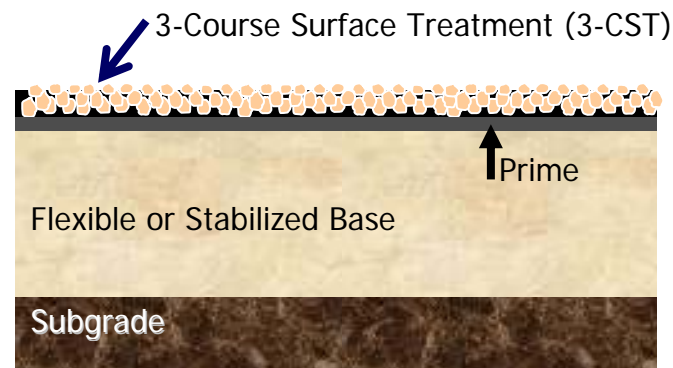 3-Course Surface Treatment (3-CST)
Prime
Flexible or Stabilized Base
Subgrade